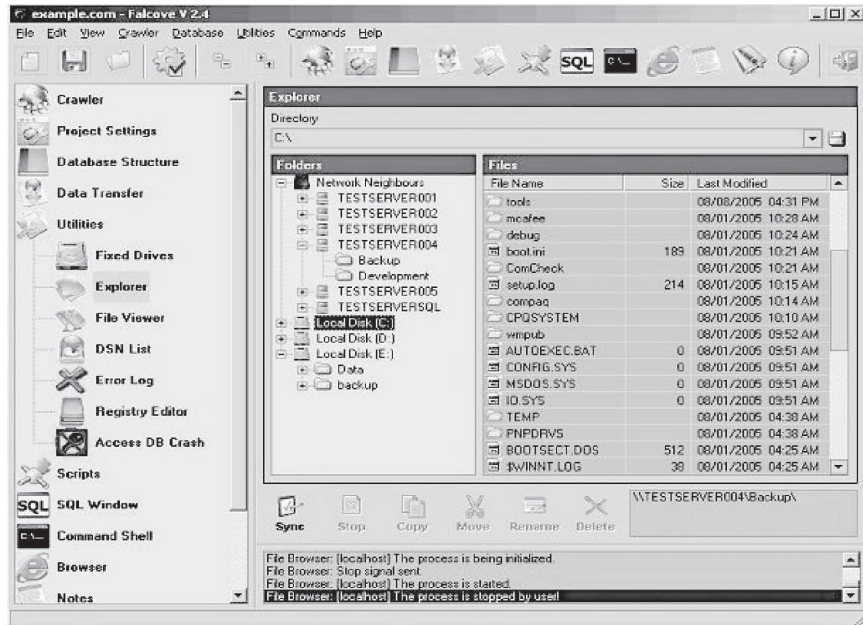 example.com - Falcove V 2.4
File Edit View Crawler Database Utilities Commands Help
SQL
C:\_
Crawler
Project Settings
Database Structure
Data Transfer
Utilities
Fixed Drives
Explorer
File Viewer
DSN List
Error Log
Registry Editor
Access DB Crash
Scripts
SQL SQL Window
Command Shell
Browser
Notes
Explorer
Directory
C:\
Folders
Network Neighbours
TESTSERVER001
TESTSERVER002
TESTSERVER003
TESTSERVER004
Backup
Development
TESTSERVER005
TESTSERVERSQL
Local Disk (C:)
Local Disk (D:)
Local Disk (E:)
Data
backup
Files
File Name Size Last Modified
tools 08/08/2005 04:31 PM
mcafee 08/01/2005 10:28 AM
debug 08/01/2005 10:24 AM
boot.ini 189 08/01/2005 10:21 AM
ComCheck 08/01/2005 10:21 AM
setup.log 214 08/01/2005 10:15 AM
compaq 08/01/2005 10:14 AM
CPQSYSTEM 08/01/2005 10:10 AM
wmpub 08/01/2005 09:52 AM
AUTOEXEC.BAT 0 08/01/2005 09:51 AM
CONFIG.SYS 0 08/01/2005 09:51 AM
MSDOS.SYS 0 08/01/2005 09:51 AM
IO.SYS 0 08/01/2005 09:51 AM
TEMP 08/01/2005 04:38 AM
PNPDRVS 08/01/2005 04:38 AM
BOOTSECT.DOS 512 08/01/2005 04:25 AM
$WINNT.LOG 38 08/01/2005 04:25 AM
Sync Stop Copy Move Rename Delete
\\TESTSERVER004\Backup\
File Browser: [localhost] The process is being initialized.
File Browser: Stop signal sent.
File Browser: [localhost] The process is started.
File Browser: [localhost] The process is stopped by user!